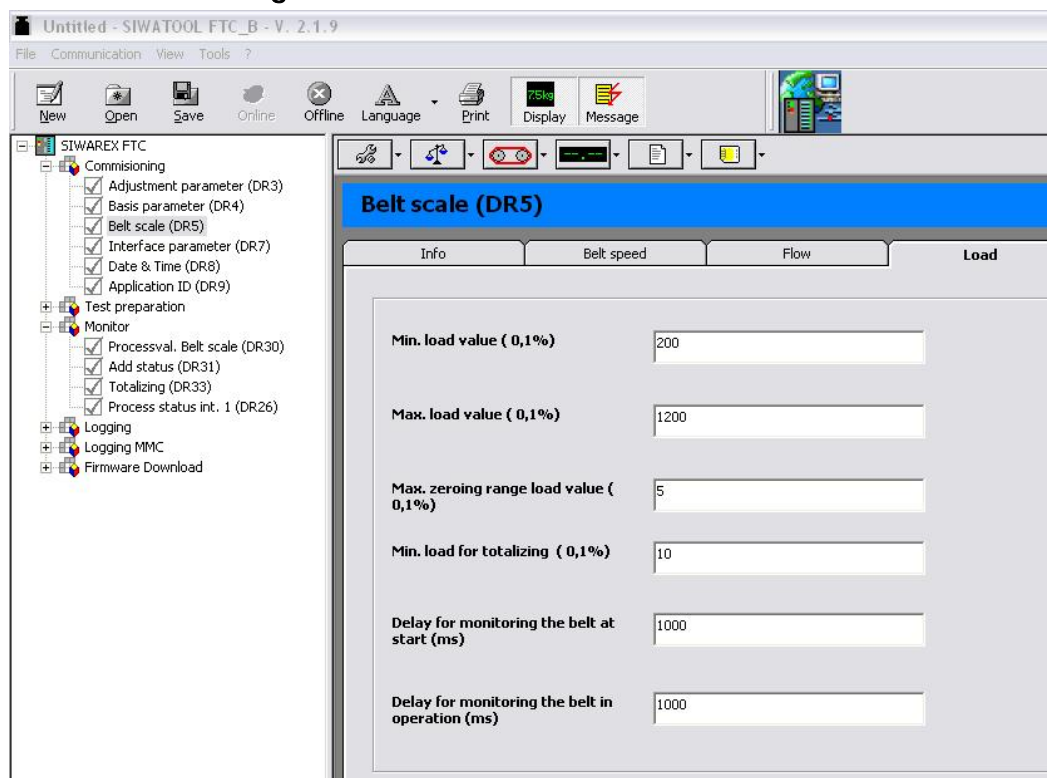 Untitled - SIWATOOL FTC_B - V. 2.1.9
File Communication View Tools ?
New Open Save Online Offline Language Print Display Message
7.5kg
SIWAREX FTC
Commisioning
Adjustment parameter (DR3)
Basis parameter (DR4)
Belt scale (DR5)
Interface parameter (DR7)
Date & Time (DR8)
Application ID (DR9)
Test preparation
Monitor
Processval. Belt scale (DR30)
Add status (DR31)
Totalizing (DR33)
Process status int. 1 (DR26)
Logging
Logging MMC
Firmware Download
--.--
Belt scale (DR5)
Info Belt speed Flow Load
Min. load value ( 0,1%) 200
Max. load value ( 0,1%) 1200
Max. zeroing range load value ( 5
0,1%)
Min. load for totalizing ( 0,1%) 10
Delay for monitoring the belt at 1000
start (ms)
Delay for monitoring the belt in 1000
operation (ms)